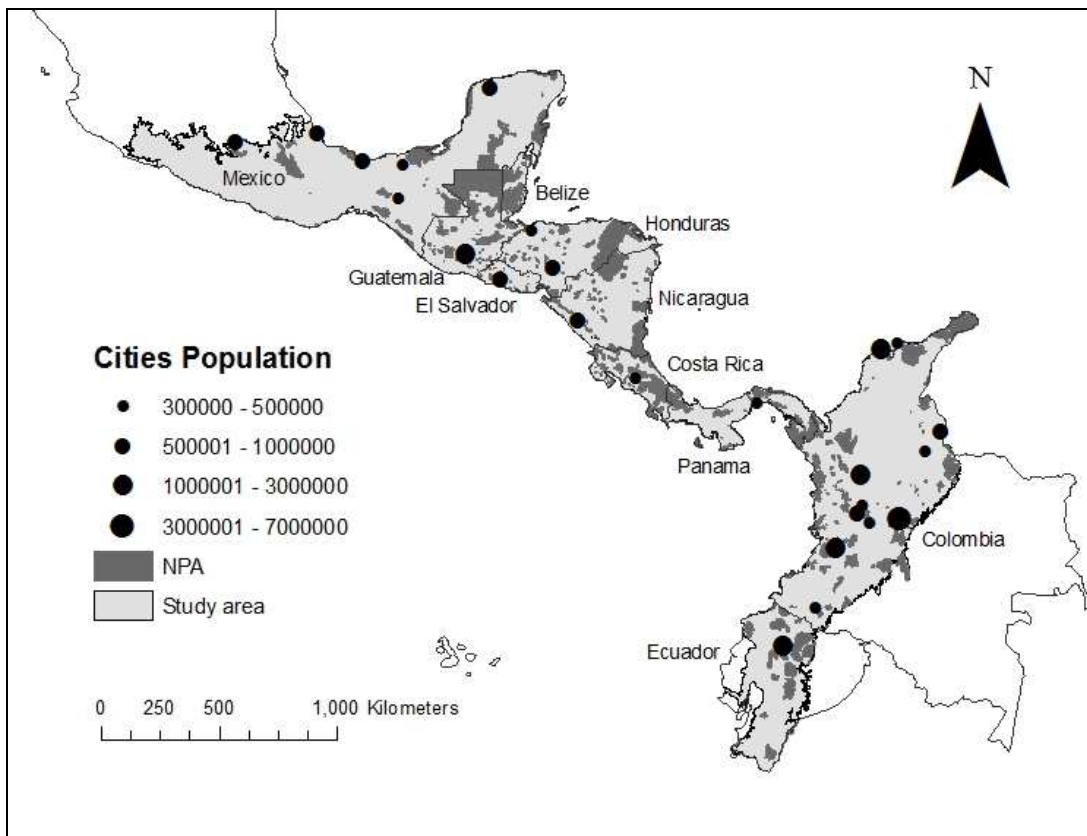 N
Mexico
Belize
Honduras
Guatemala
El Salvador
Nicaragua
Costa Rica
Panama
Colombia
Ecuador
Cities Population
300000 - 500000
500001 - 1000000
1000001 - 3000000
3000001 - 7000000
NPA
Study area
0 250 500 1,000 Kilometers